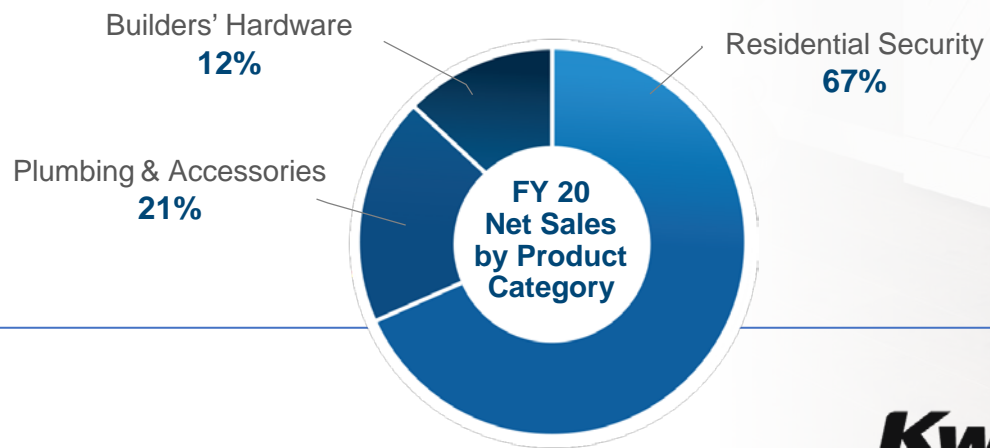 Builders' Hardware
12%
Residential Security
67%
Plumbing & Accessories
21%
FY 20
Net Sales
by Product
Category